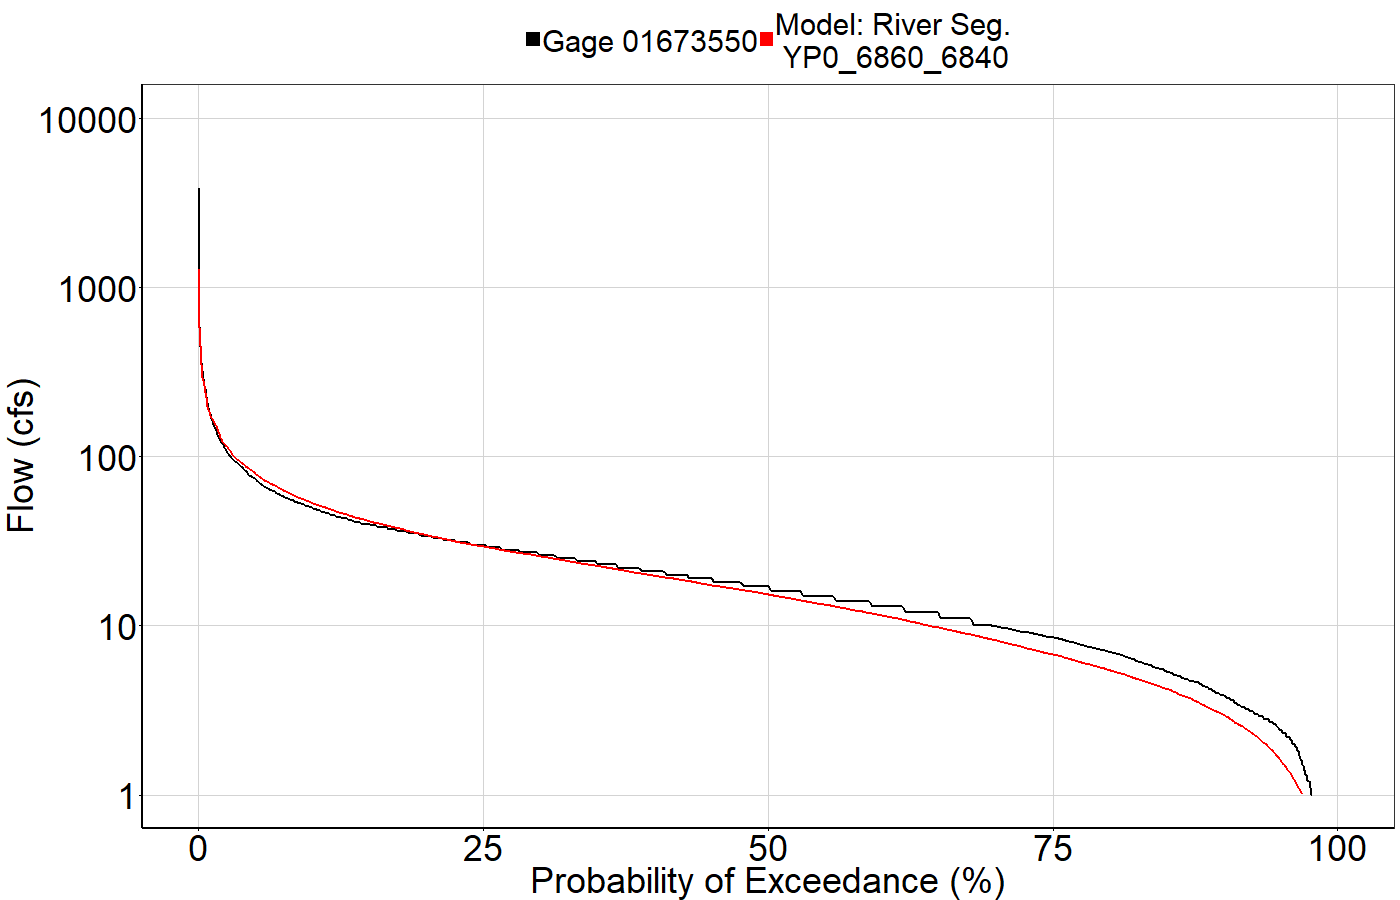 Gage 01673550
Model: River Seg.
YP0_6860_6840
Flow (cfs)
10000
1000
100
10
1
0 25 50 75 100
Probability of Exceedance (%)